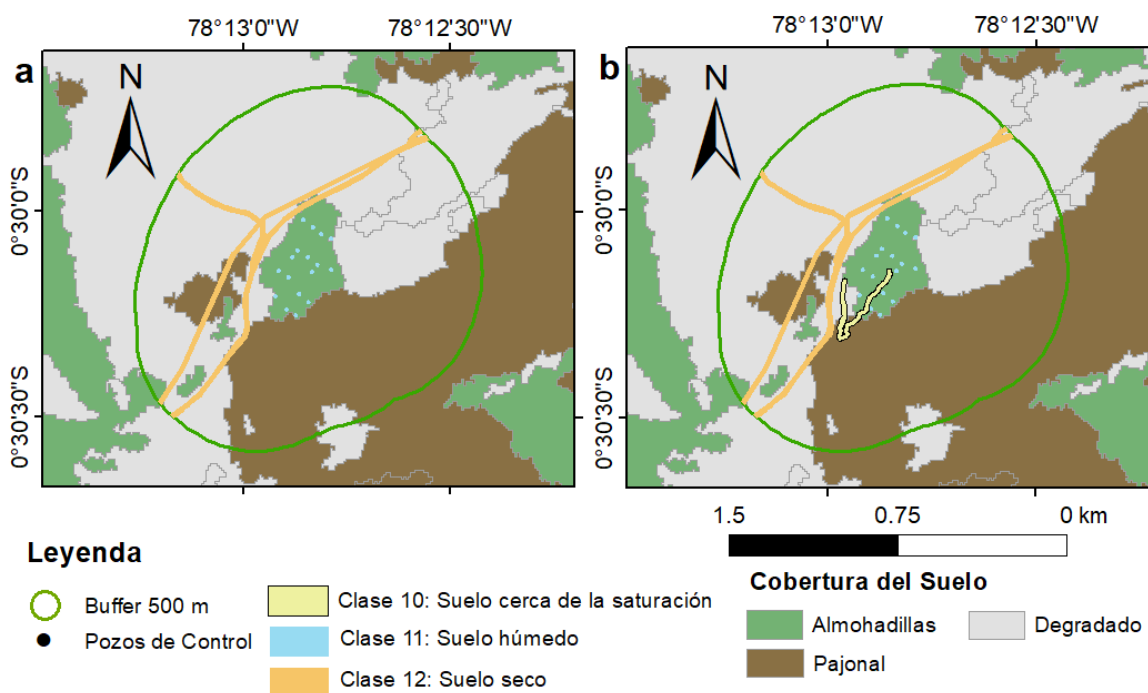 78°13'0"W 78°12'30"W 78°13'0"W 78°12'30"W
a
N
b
N
0°30'0"S
0°30'30"S
0°30'0"S
0°30'30"S
1.5 0.75 0 km
Leyenda
Buffer 500 m
Pozos de Control
Clase 10: Suelo cerca de la saturación
Clase 11: Suelo húmedo
Clase 12: Suelo seco
Cobertura del Suelo
Almohadillas
Degradado
Pajonal